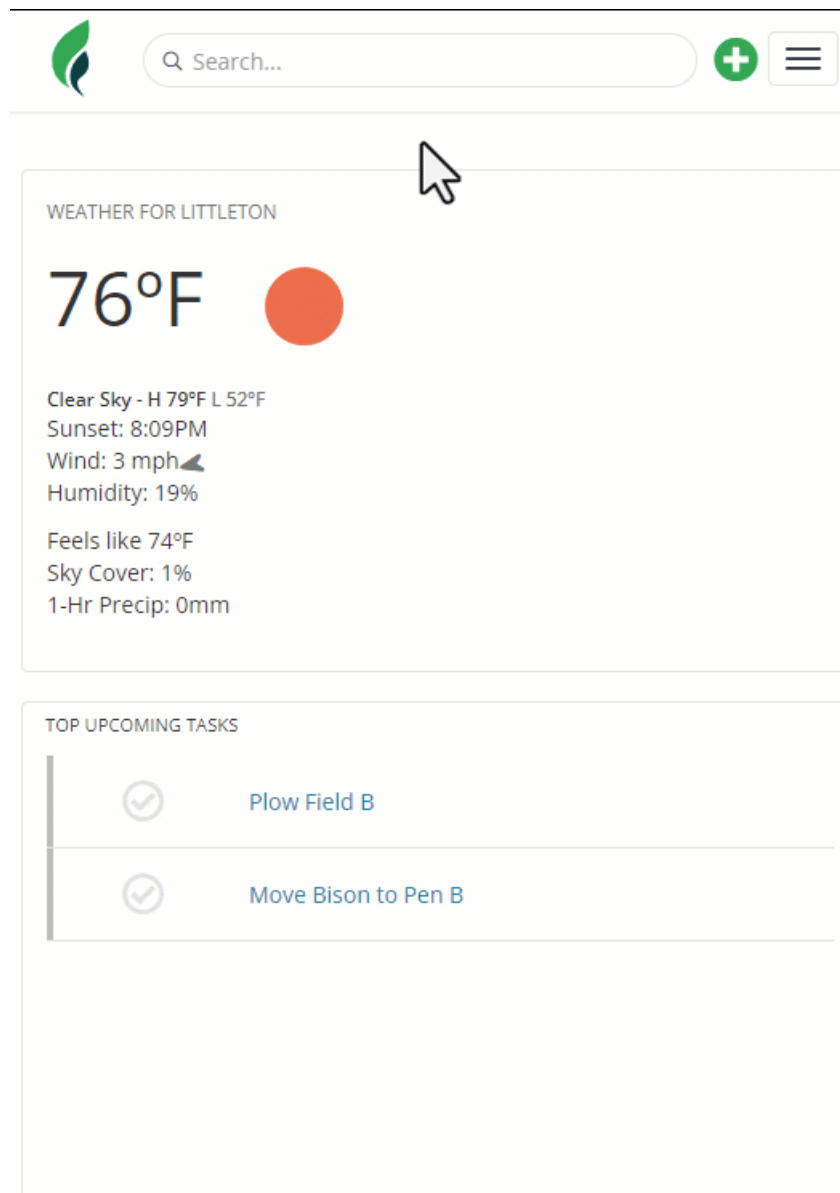 Search...
WEATHER FOR LITTLETON
76ºF
Clear Sky - H 79ºF L 52ºF
Sunset: 8:09PM
Wind: 3 mph
Humidity: 19%
Feels like 74ºF
Sky Cover: 1%
1-Hr Precip: 0mm
TOP UPCOMING TASKS
Plow Field B
Move Bison to Pen B